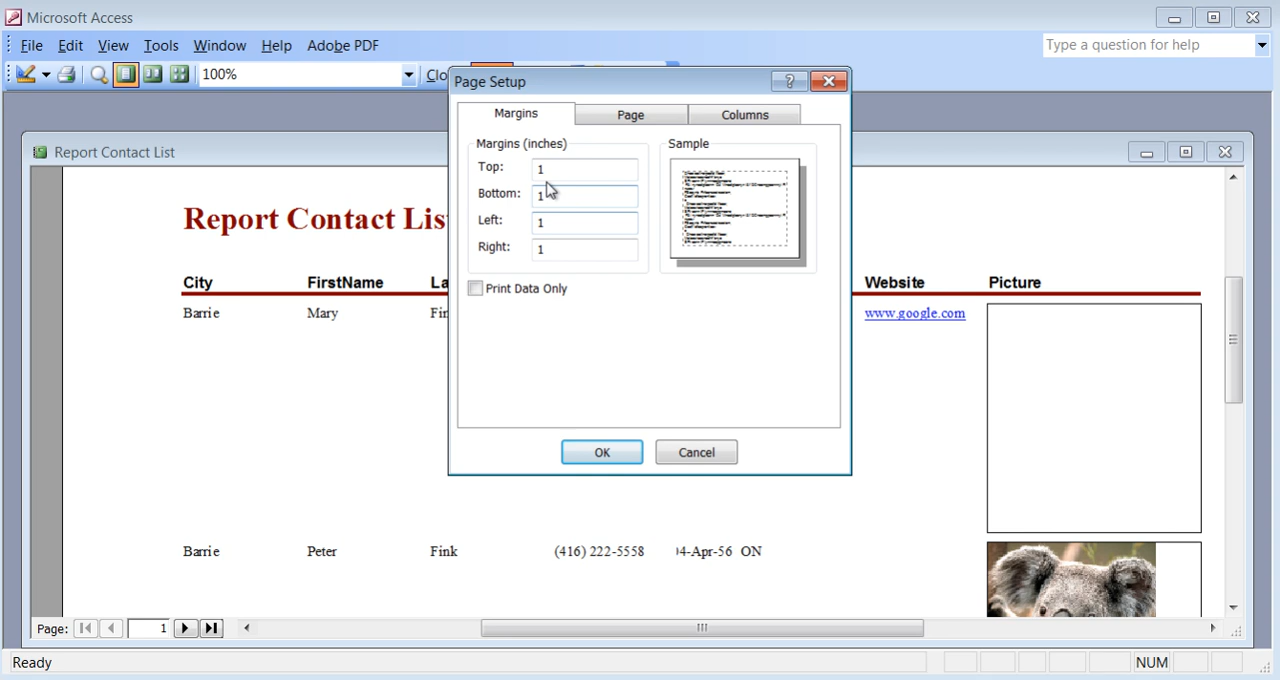 Microsoft Access
File Edit View Tools Window Help Adobe PDF
Type a question for help
100%
Clo
Page Setup
Margins Page Columns
Margins (inches)
Sample
Top: 1
Bottom: 1
Left: 1
Right: 1
Print Data Only
OK Cancel
Report Contact List
Report Contact Lis
City FirstName La Website Picture
Barrie Mary Fin www.google.com
Barrie Peter Fink (416) 222-5558 04-Apr-56 ON
Page: 1
Ready
NUM